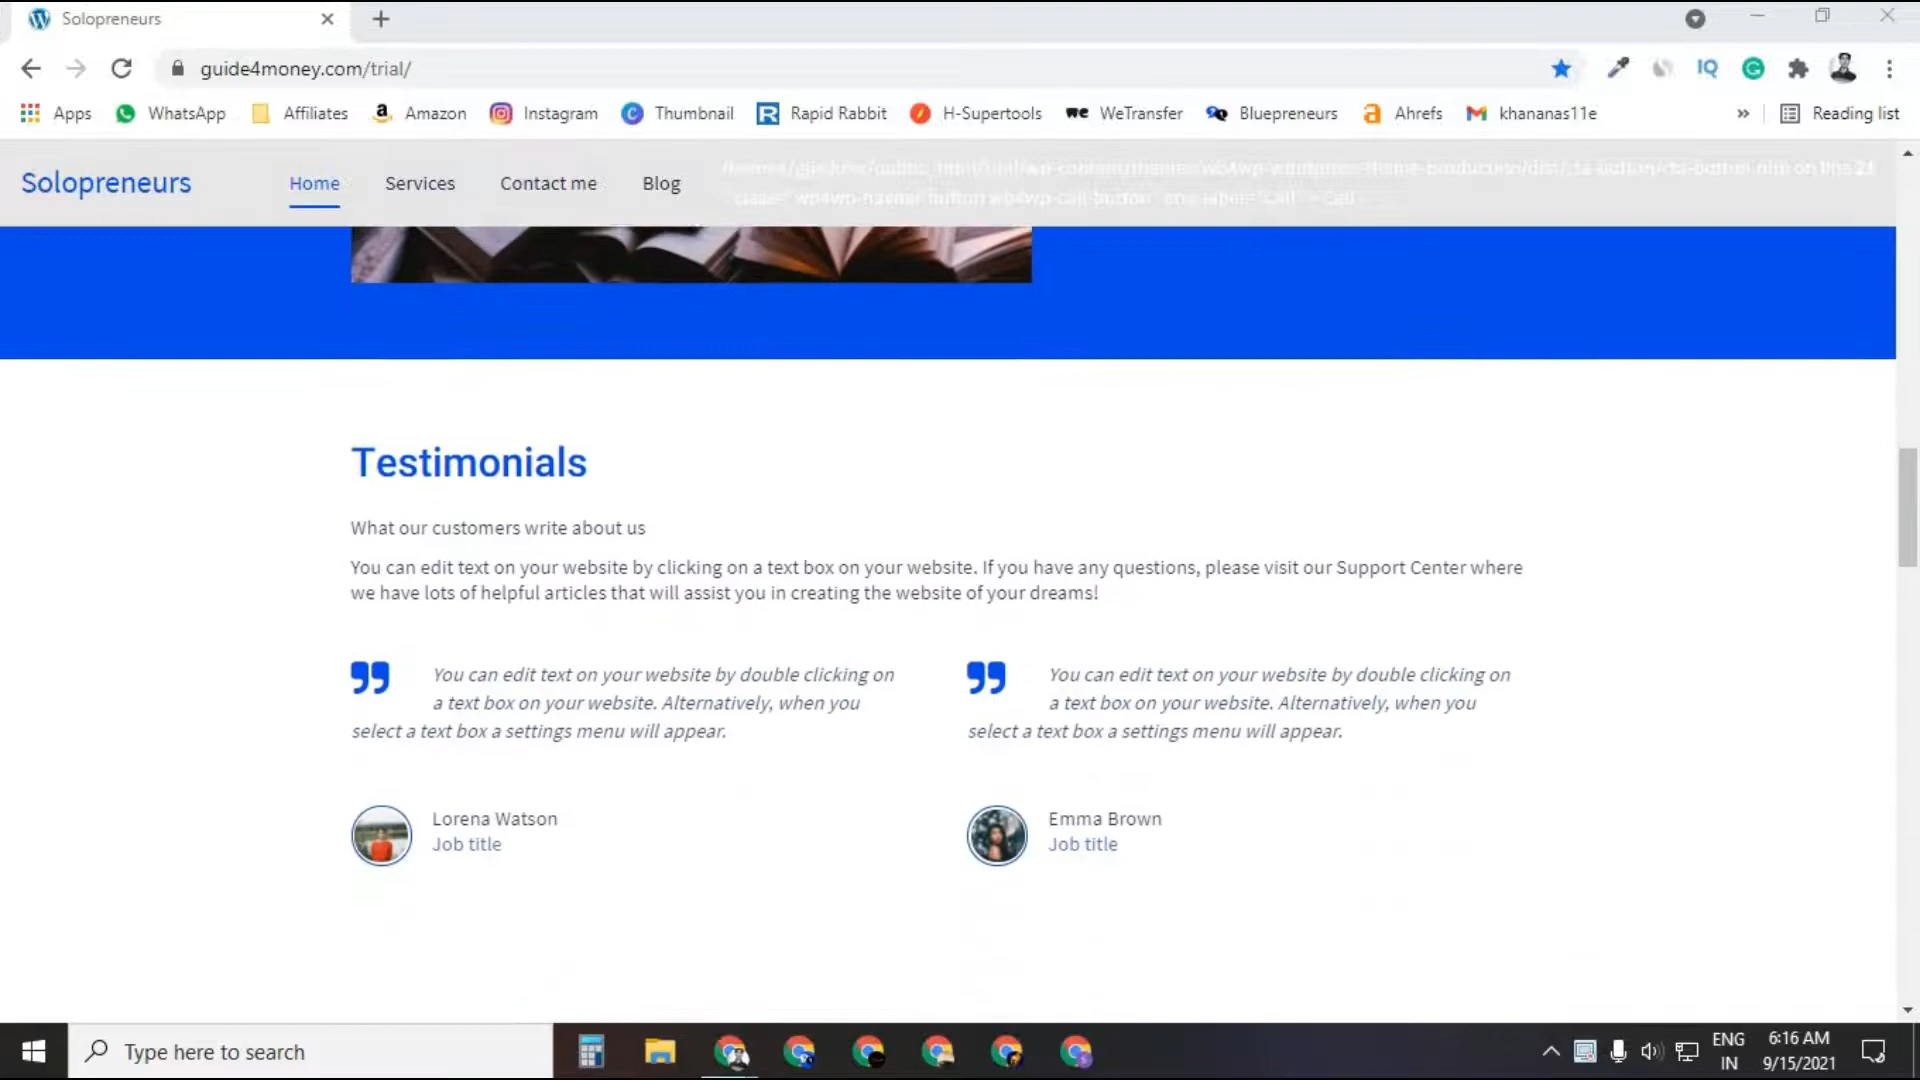 Solopreneurs
guide4money.com/trial/
IQ
Apps WhatsApp Affiliates Amazon Instagram Thumbnail Rapid Rabbit H-Supertools WeTransfer Bluepreneurs Ahrefs khananas11e » Reading list
Solopreneurs Home Services Contact me Blog
on line 21
Testimonials
What our customers write about us
You can edit text on your website by clicking on a text box on your website. If you have any questions, please visit our Support Center where
we have lots of helpful articles that will assist you in creating the website of your dreams!
You can edit text on your website by double clicking on
a text box on your website. Alternatively, when you
select a text box a settings menu will appear.
Lorena Watson
Job title
You can edit text on your website by double clicking on
a text box on your website. Alternatively, when you
select a text box a settings menu will appear.
Emma Brown
Job title
Type here to search
ENG
IN
6:16 AM
9/15/2021